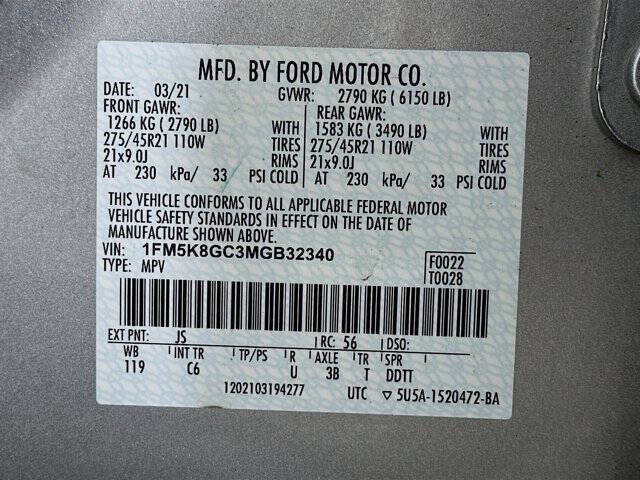 MFD. BY FORD MOTOR CO.
DATE: 03/21 GVWR: 2790 KG ( 6150 LB)
FRONT GAWR: REAR GAWR:
1266 KG ( 2790 LB) WITH 1583 KG ( 3490 LB) WITH
275/45R21 110W TIRES 275/45R21 110W TIRES
21x9.0J RIMS 21x9.0J RIMS
AT 230 kPa/ 33 PSI COLD AT 230 kPa/ 33 PSI COLD
THIS VEHICLE CONFORMS TO ALL APPLICABLE FEDERAL MOTOR
VEHICLE SAFETY STANDARDS IN EFFECT ON THE DATE OF
MANUFACTURE SHOWN ABOVE.
VIN: 1FM5K8GC3MGB32340 F0022
TYPE: MPV T0028
EXT PNT: JS RC: 56 DSO:
WB INT TR TP/PS R AXLE TR SPR
119 C6 U 3B T DDTT
1202103194277 UTC ▽ 5U5A-1520472-BA